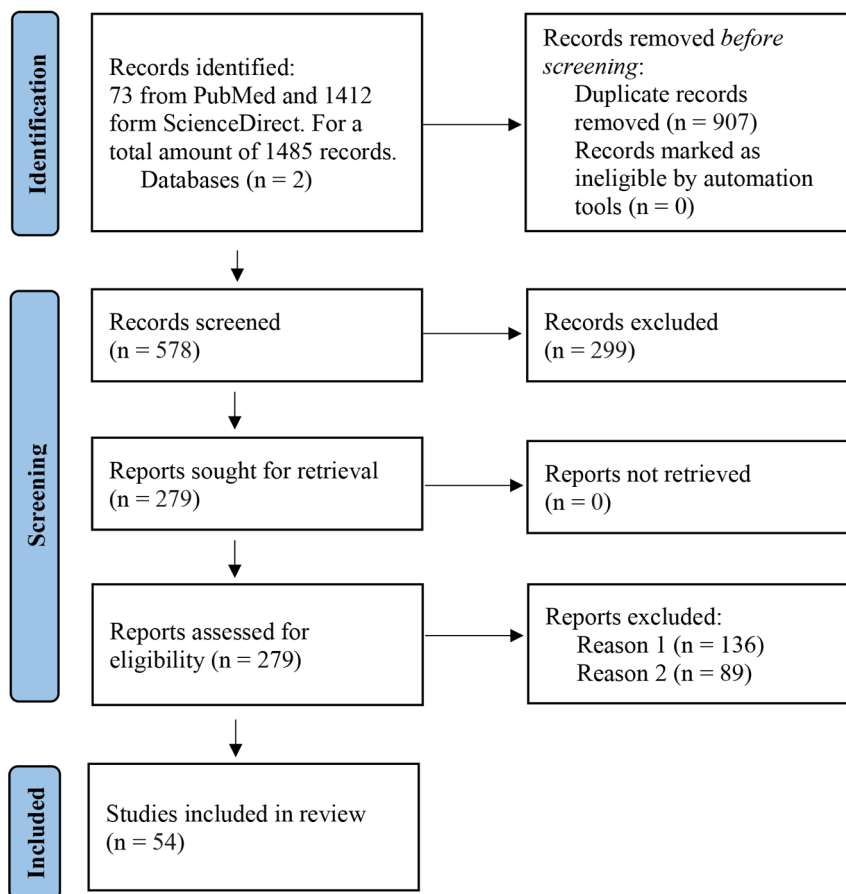 Identification
Records identified:
73 from PubMed and 1412
form ScienceDirect. For a
total amount of 1485 records.
Databases (n = 2)
Records removed before
screening:
Duplicate records
removed (n = 907)
Records marked as
ineligible by automation
tools (n = 0)
Screening
Records screened
(n = 578)
Records excluded
(n = 299)
Reports sought for retrieval
(n = 279)
Reports not retrieved
(n = 0)
Reports assessed for
eligibility (n = 279)
Reports excluded:
Reason 1 (n = 136)
Reason 2 (n = 89)
Included
Studies included in review
(n = 54)